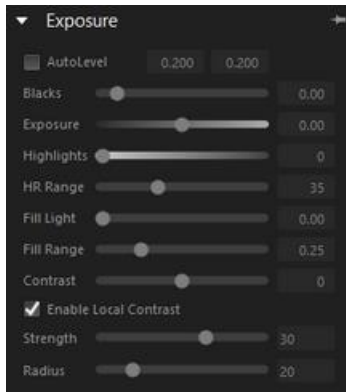 Exposure
AutoLevel 0.200 0.200
Blacks 0.00
Exposure 0.00
Highlights 0
HR Range 35
Fill Light 0.00
Fill Range 0.25
Contrast 0
Enable Local Contrast
Strength 30
Radius 20